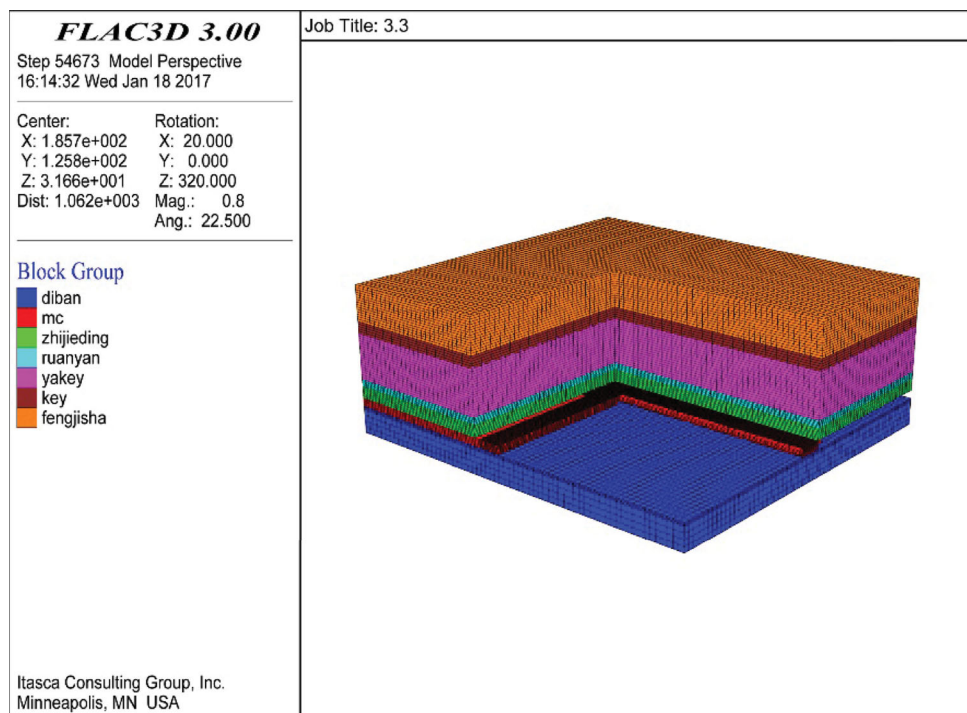 FLAC3D 3.00
Step 54673 Model Perspective
16:14:32 Wed Jan 18 2017
Center:
X: 1.857e+002
Y: 1.258e+002
Z: 3.166e+001
Dist: 1.062e+003
Rotation:
X: 20.000
Y: 0.000
Z: 320.000
Mag.: 0.8
Ang.: 22.500
Block Group
diban
mc
zhijieding
ruanyan
yakey
key
fengjisha
Itasca Consulting Group, Inc.
Minneapolis, MN USA
Job Title: 3.3